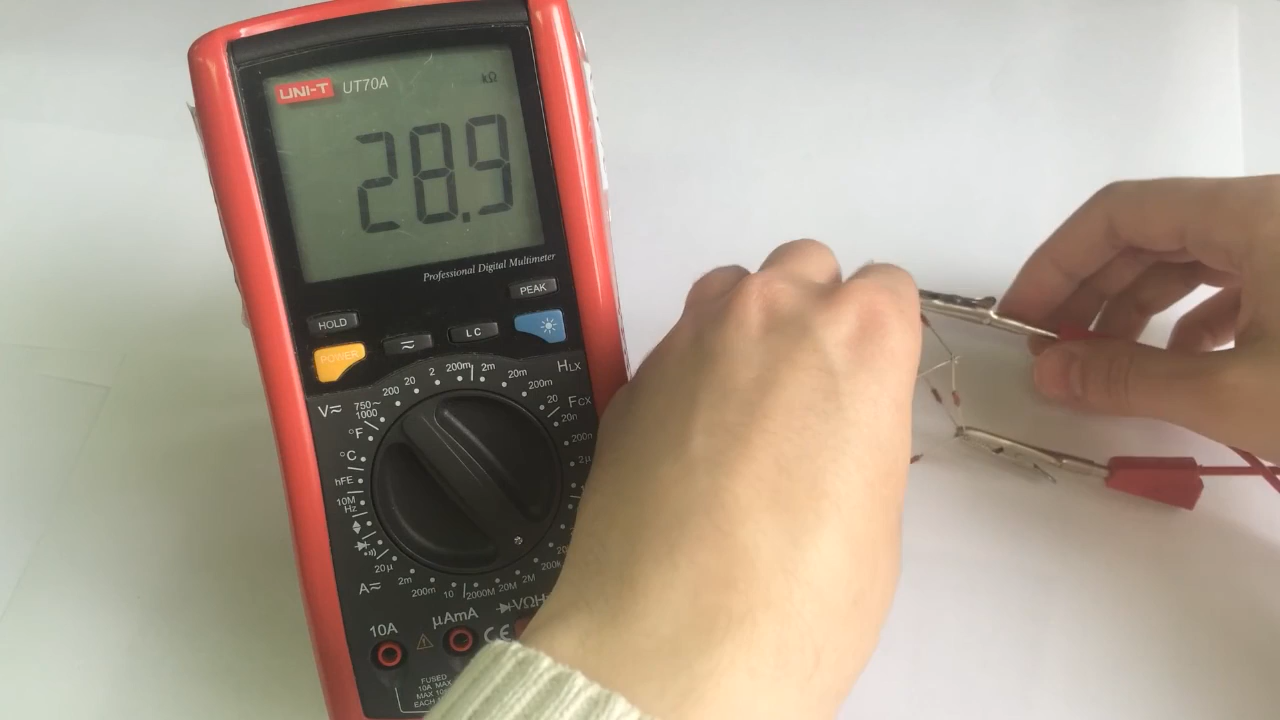 UNI-T UT70A
kΩ
28.9
Professional Digital Multimeter
HOLD
PEAK
POWER
≂
LC
V≂
750~
1000
200
20
2
200m
2m
20m
200m
20
20n
200n
2µ
HLX
FCX
°F
°C
hFE
10M
Hz
20µ
2m
200m
10
2000M
20M
2M
200k
A≂
10A
µAmA
VΩH
CE
FUSED
10A MAX